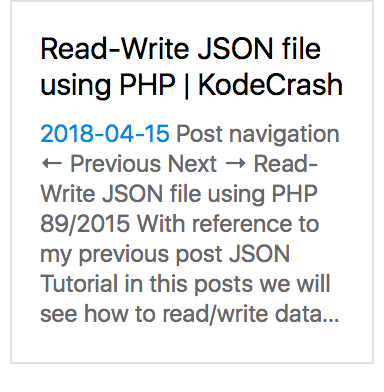 Read-Write JSON file
using PHP | KodeCrash
2018-04-15 Post navigation
← Previous Next → Read-
Write JSON file using PHP
89/2015 With reference to
my previous post JSON
Tutorial in this posts we will
see how to read/write data...